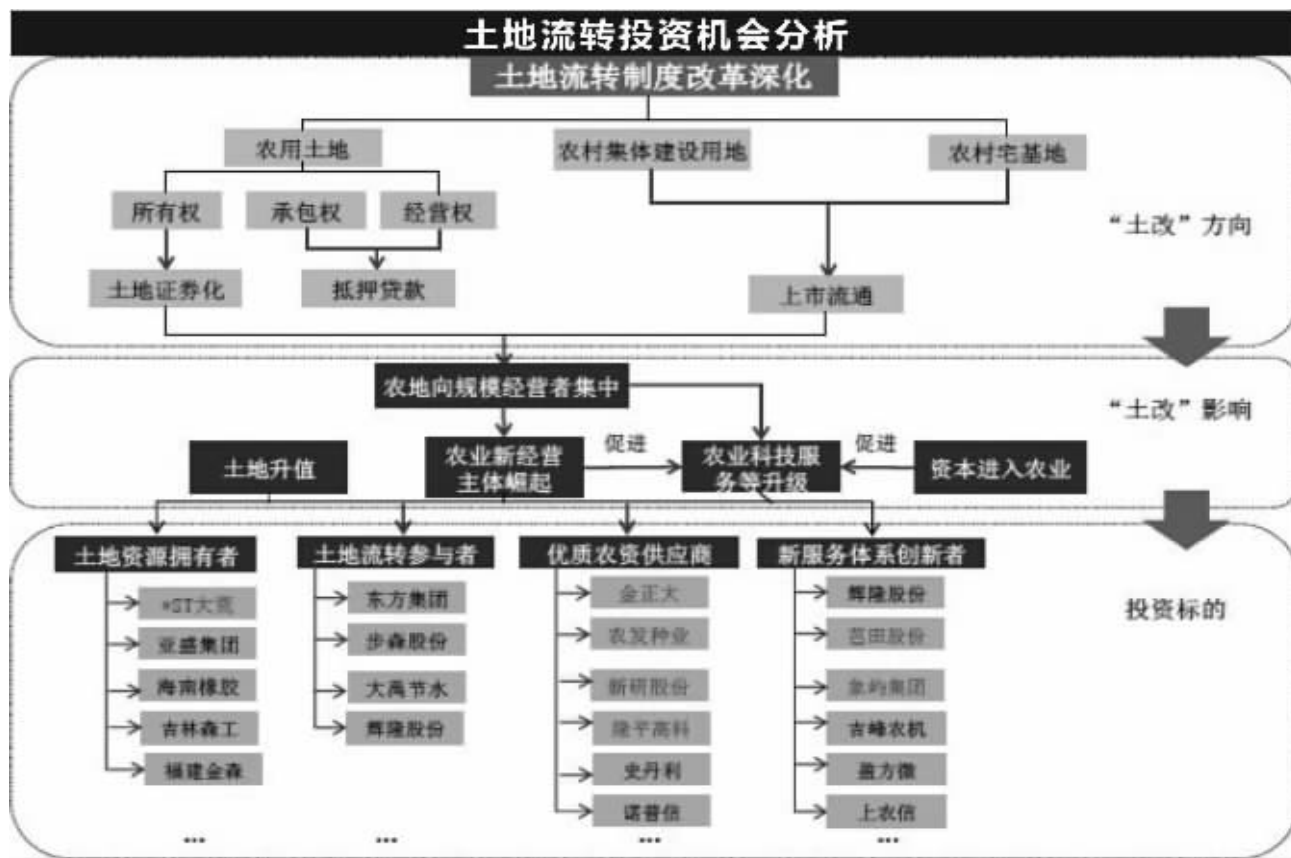 土地流转投资机会分析
土地流转制度改革深化
农用土地
农村集体建设用地
农村宅基地
所有权
承包权
经营权
“土改”方向
土地证券化
抵押贷款
上市流通
农地向规模经营者集中
“土改”影响
土地升值
农业新经营
主体崛起
促进
农业科技服
务等升级
促进
资本进入农业
土地资源拥有者
土地流转参与者
优质农资供应商
新服务体系创新者
投资标的
*ST大荒
亚盛集团
海南橡胶
吉林森工
福建金森
...
东方集团
步森股份
大禹节水
辉隆股份
...
金正大
农发种业
新研股份
隆平高科
史丹利
诺普信
...
辉隆股份
芭田股份
象屿集团
吉峰农机
盈方微
上农信
...